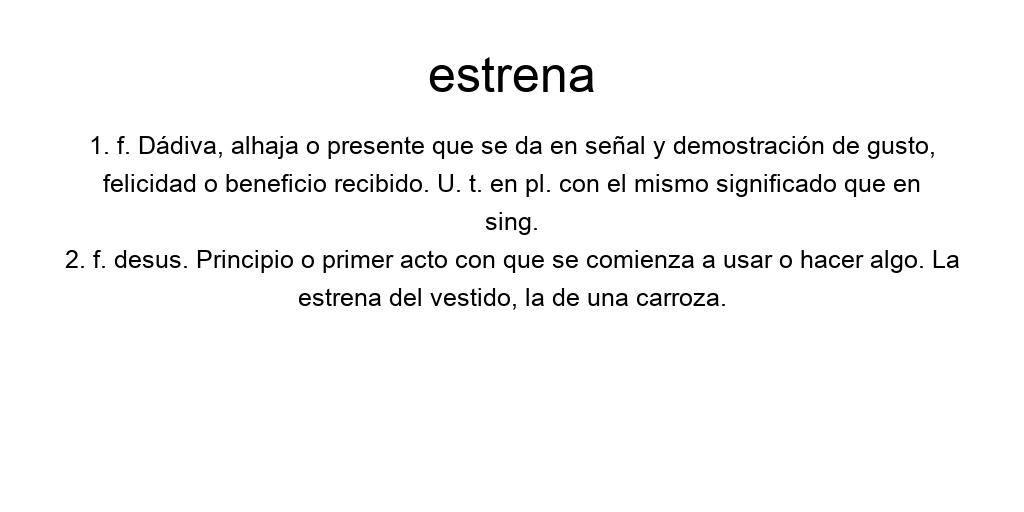 estrena
1. f. Dádiva, alhaja o presente que se da en señal y demostración de gusto,
felicidad o beneficio recibido. U. t. en pl. con el mismo significado que en
sing.
2. f. desus. Principio o primer acto con que se comienza a usar o hacer algo. La
estrena del vestido, la de una carroza.